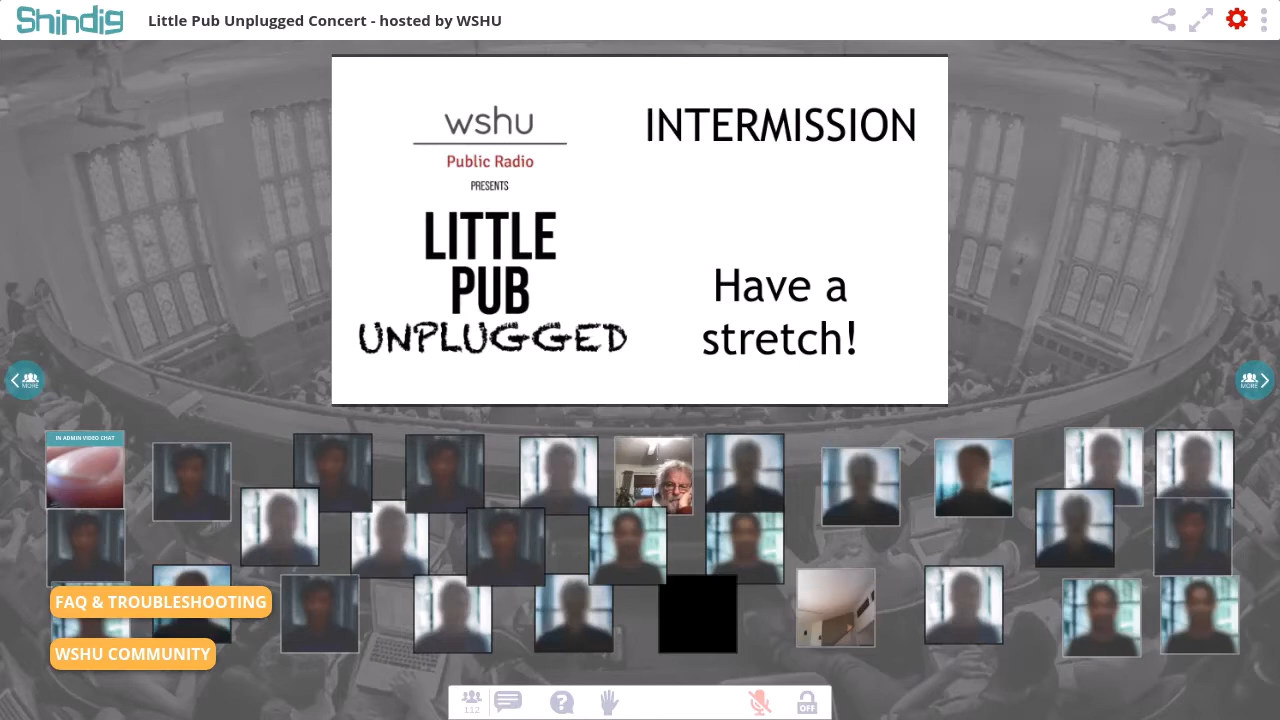 Shindig
Little Pub Unplugged Concert - hosted by WSHU
wshu
Public Radio
PRESENTS
LITTLE
PUB
UNPLUGGED
INTERMISSION
Have a
stretch!
MORE
MORE
IN ADMIN VIDEO CHAT
FAQ & TROUBLESHOOTING
WSHU COMMUNITY
112
OFF